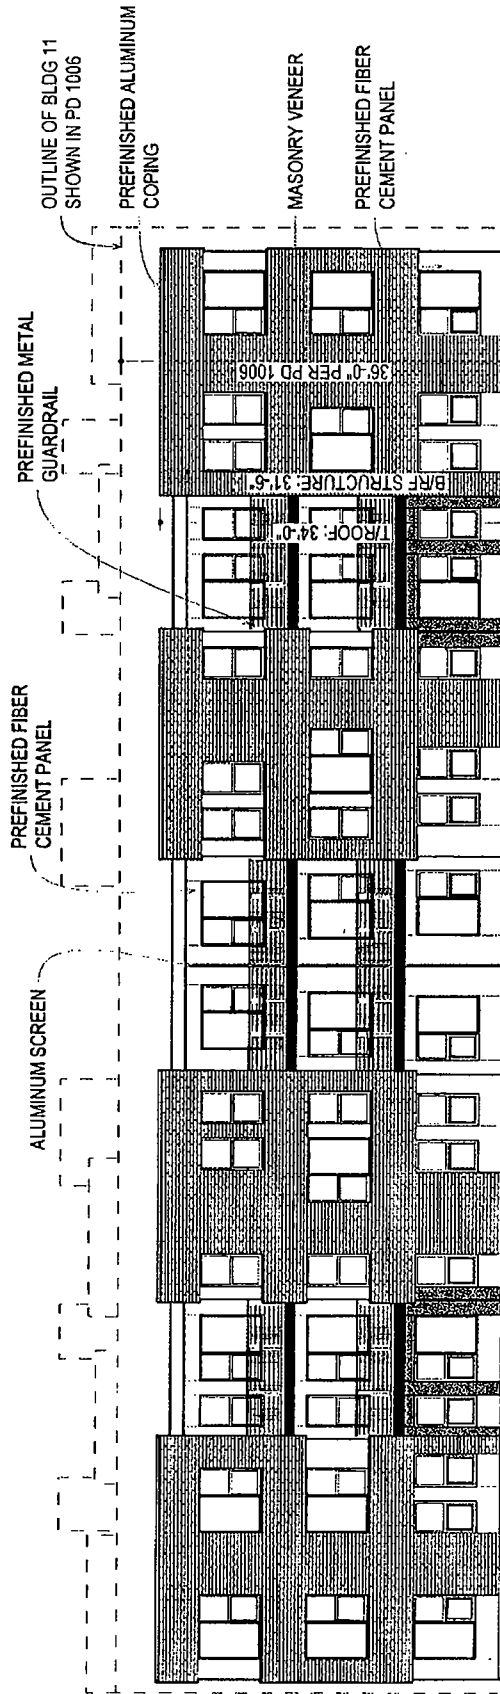 ALUMINUM SCREEN
PREFINISHED FIBER
CEMENT PANEL
PREFINISHED METAL
GUARDRAIL
OUTLINE OF BLDG 11
SHOWN IN PD 1006
PREFINISHED ALUMINUM
COPING
MASONRY VENEER
PREFINISHED FIBER
CEMENT PANEL
36'-0" PER PD 1006
B/RF STRUCTURE: 31'-6"
T/ROOF: 34'-0"